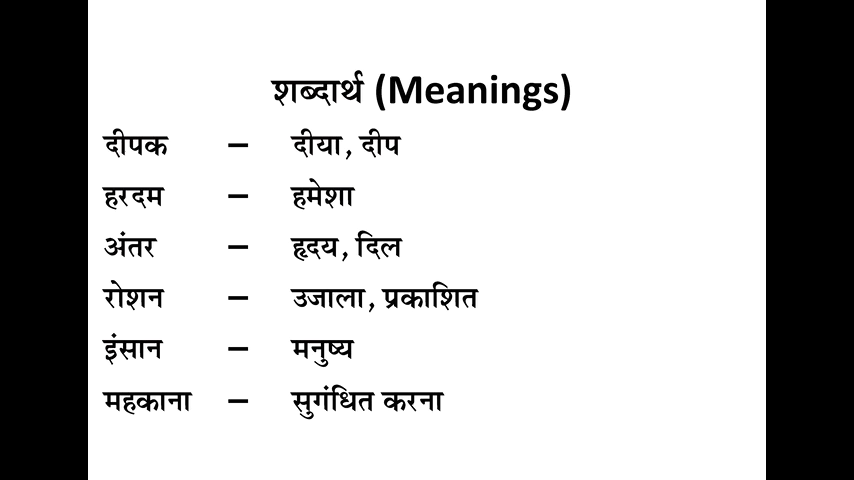 शब्दार्थ (Meanings)
दीपक – दीया, दीप
हरदम – हमेशा
अंतर – हृदय, दिल
रोशन – उजाला, प्रकाशित
इंसान – मनुष्य
महकाना – सुगंधित करना